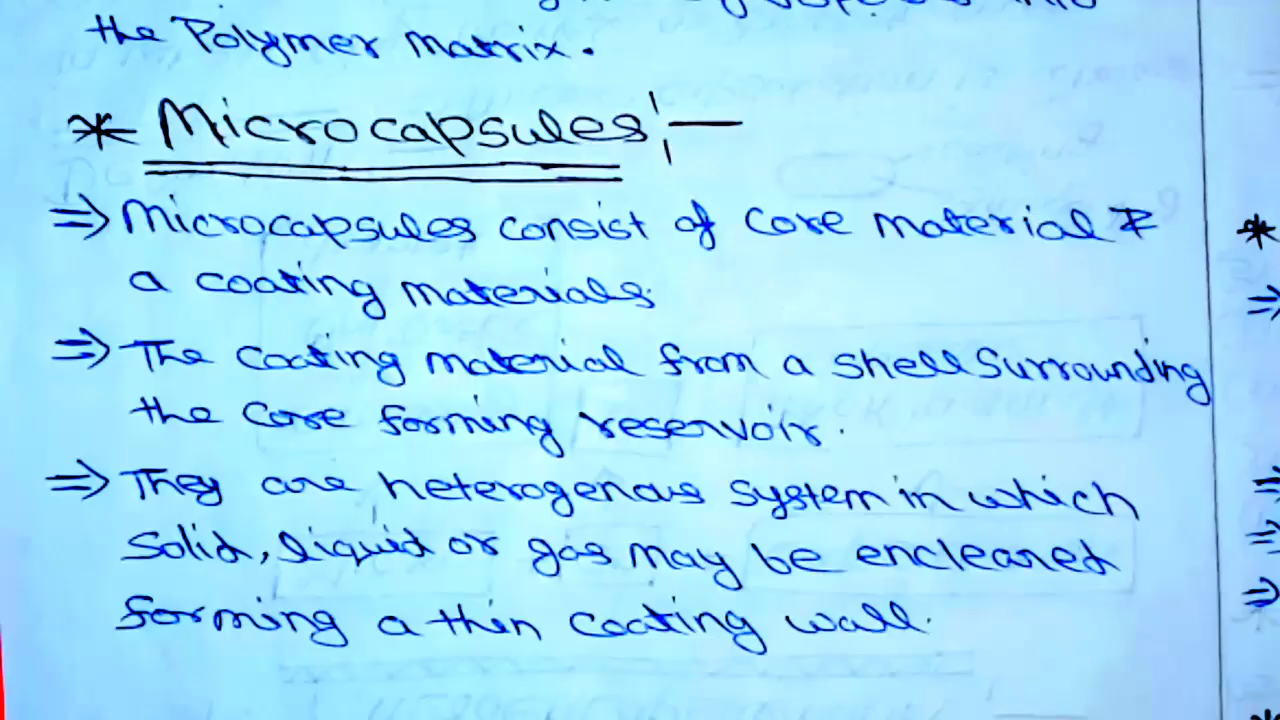 into
the Polymer matrix.
* Microcapsules :—
⇒ Microcapsules consist of core material &
a coating materials.
⇒ The coating material from a shell surrounding
the core forming reservoir.
⇒ They are heterogenous system in which
solid, liquid or gas may be encleared
forming a thin coating wall.